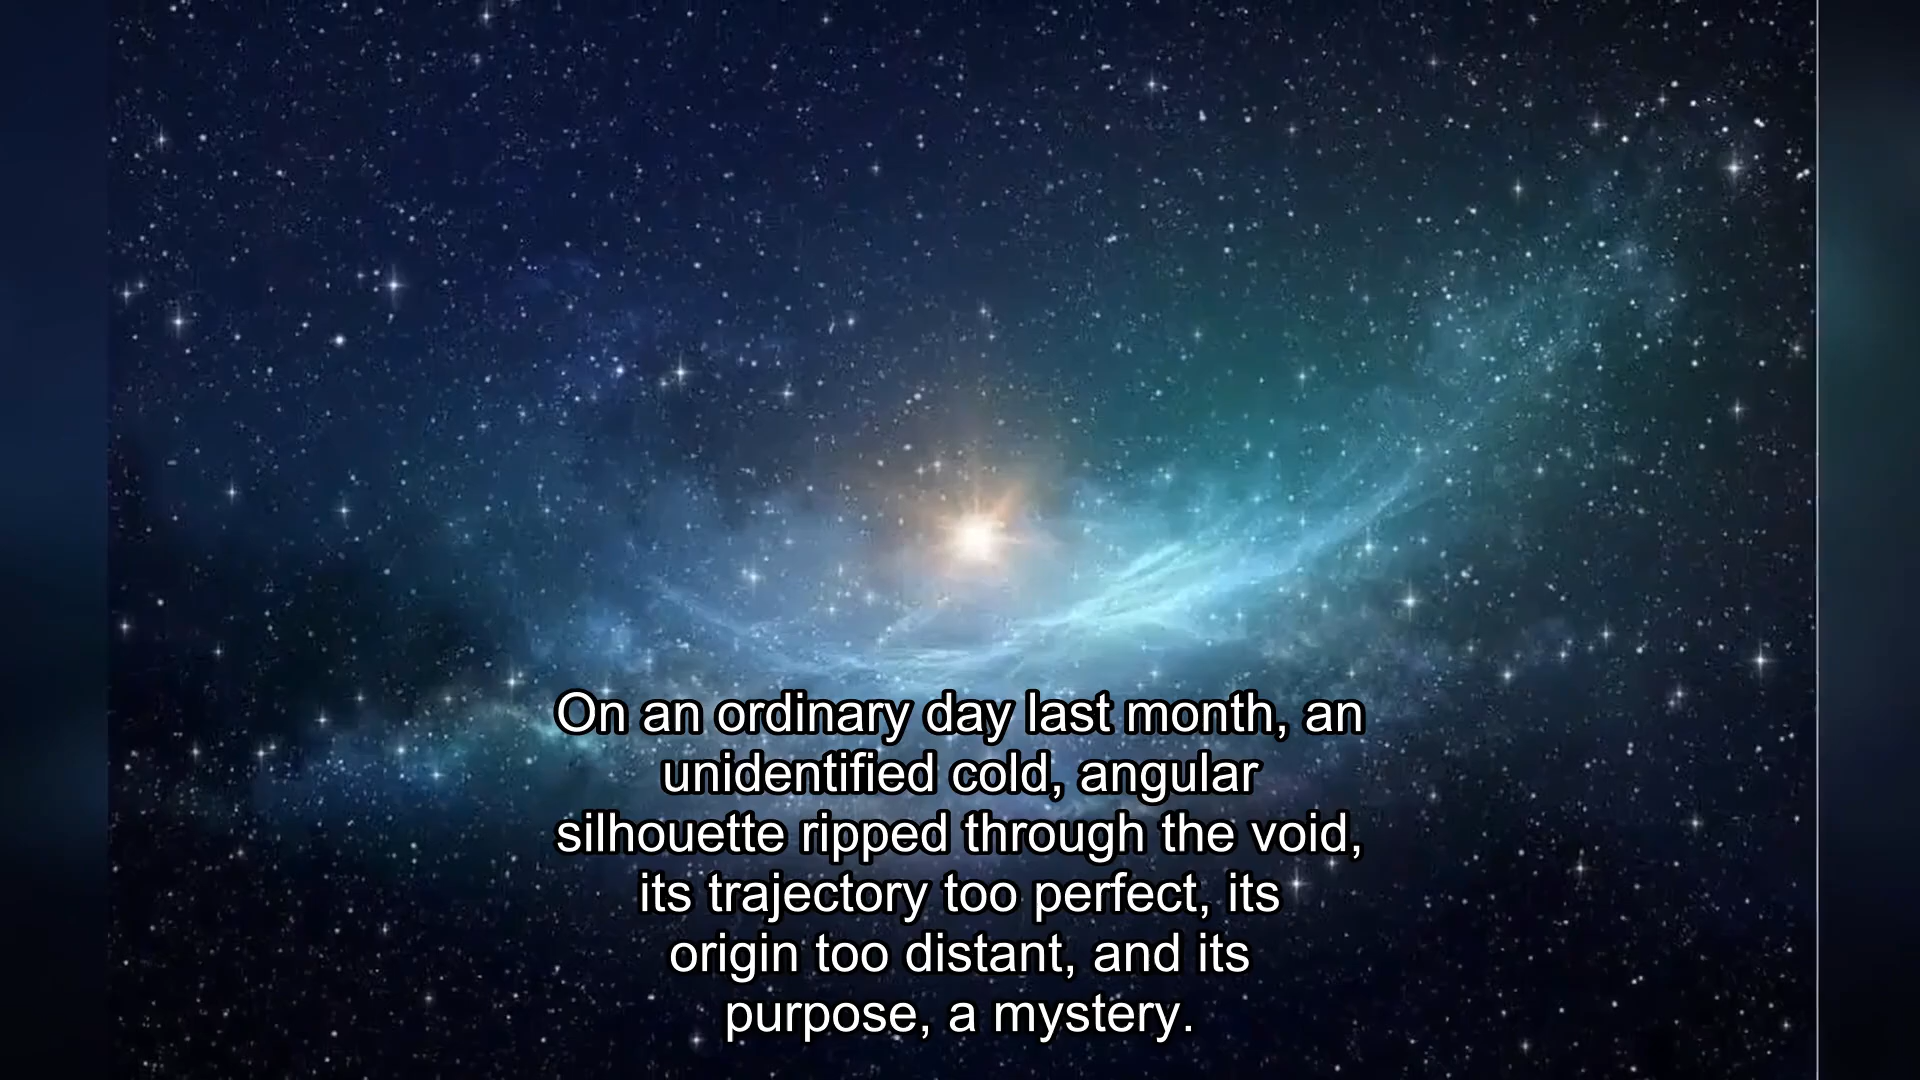 On an ordinary day last month, an
unidentified cold, angular
silhouette ripped through the void,
its trajectory too perfect, its
origin too distant, and its
purpose, a mystery.